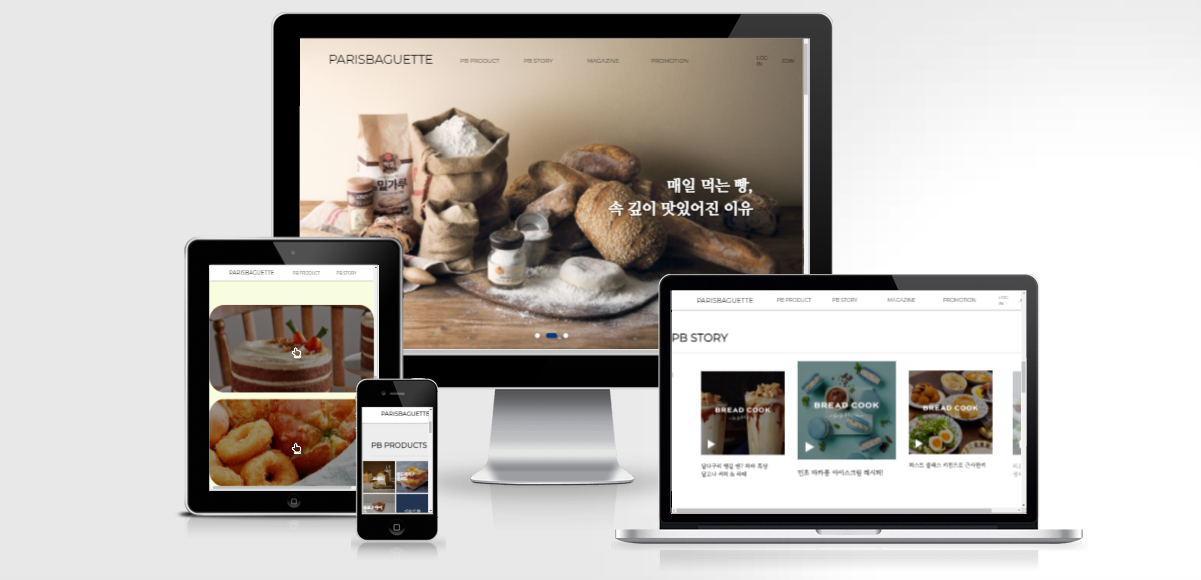 PARISBAGUETTE
PB PRODUCT
PB STORY
MAGAZINE
PROMOTION
LOG
IN
JOIN
밀가루
매일 먹는 빵,
속 깊이 맛있어진 이유
PARISBAGUETTE
PB PRODUCT
PB STORY
PARISBAGUETTE
PB PRODUCTS
PARISBAGUETTE
PB PRODUCT
PB STORY
MAGAZINE
PROMOTION
LOG
IN
PB STORY
BREAD COOK
BREAD COOK
BREAD COOK
민초 마카롱 아이스크림 레시피!